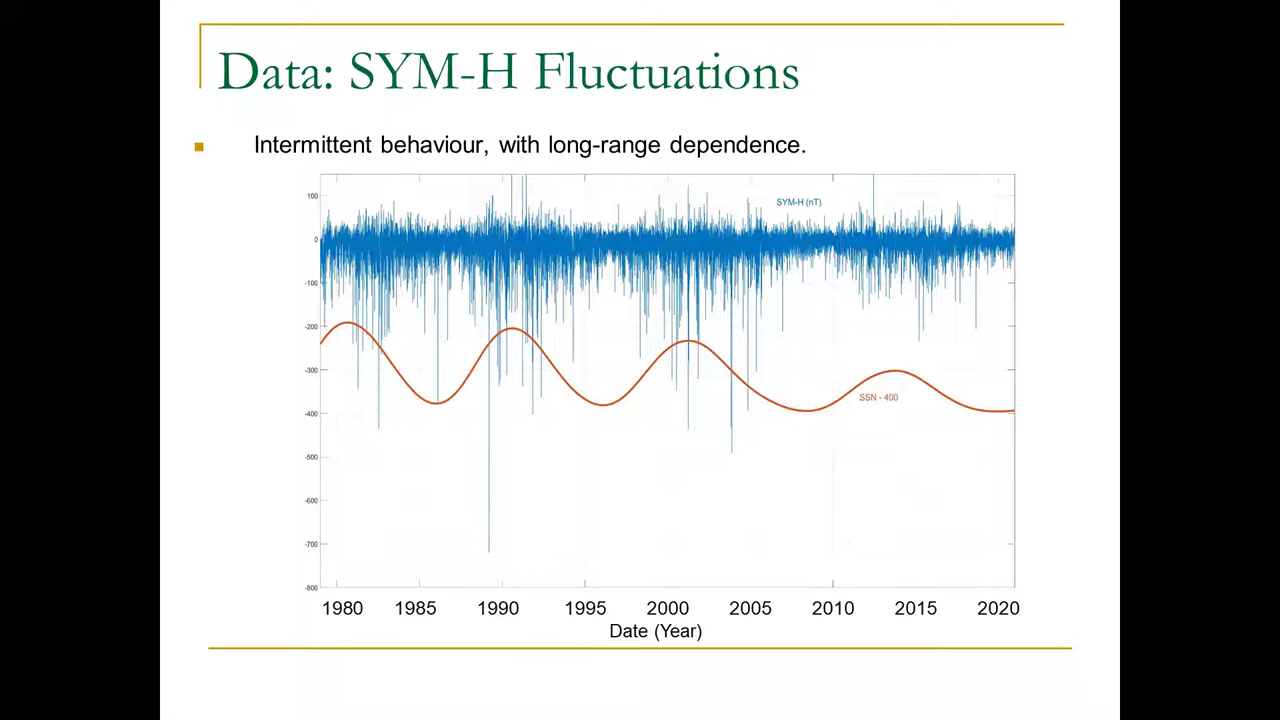 Data: SYM-H Fluctuations
Intermittent behaviour, with long-range dependence.
SYM-H (nT)
SSN - 400
100
0
-100
-200
-300
-400
-500
-600
-700
-800
1980 1985 1990 1995 2000 2005 2010 2015 2020
Date (Year)